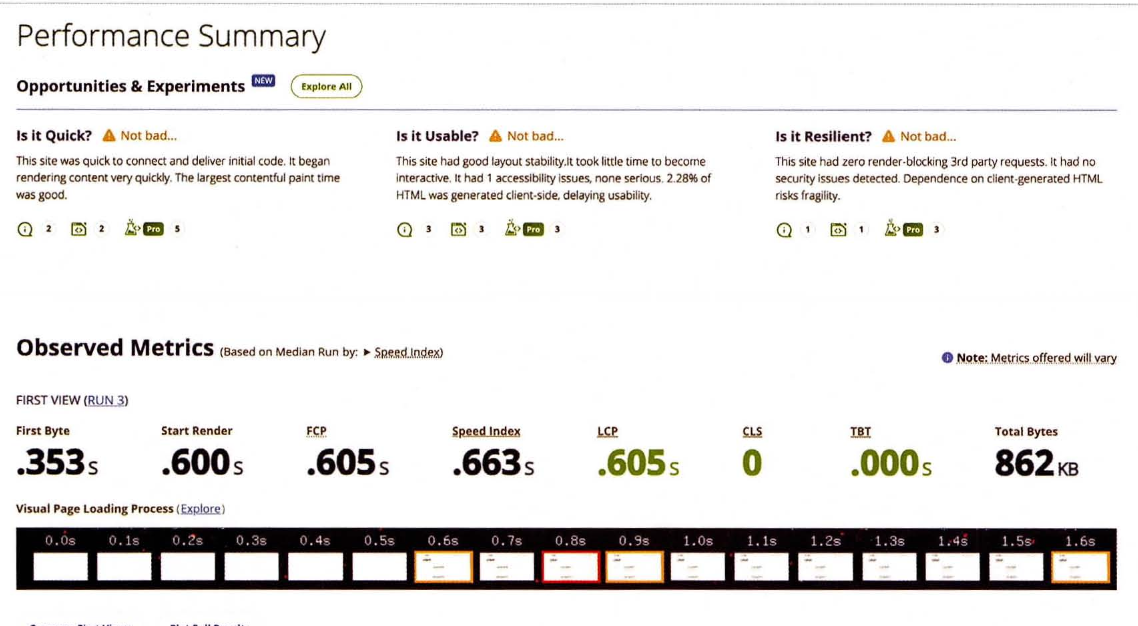 Performance Summary
Opportunities & Experiments NEW Explore All
Is it Quick? Not bad...
This site was quick to connect and deliver initial code. It began
rendering content very quickly. The largest contentful paint time
was good.
2 2 Pro 5
Is it Usable? Not bad...
This site had good layout stability.It took little time to become
interactive. It had 1 accessibility issues, none serious. 2.28% of
HTML was generated client-side, delaying usability.
3 3 Pro 3
Is it Resilient? Not bad...
This site had zero render-blocking 3rd party requests. It had no
security issues detected. Dependence on client-generated HTML
risks fragility.
1 1 Pro 3
Observed Metrics (Based on Median Run by: ▶ Speed Index)
Note: Metrics offered will vary
FIRST VIEW (RUN 3)
First Byte Start Render FCP Speed Index LCP CLS TBT Total Bytes
.353s .600s .605s .663s .605s 0 .000s 862KB
Visual Page Loading Process (Explore)
0.0s 0.1s 0.2s 0.3s 0.4s 0.5s 0.6s 0.7s 0.8s 0.9s 1.0s 1.1s 1.2s 1.3s 1.4s 1.5s 1.6s